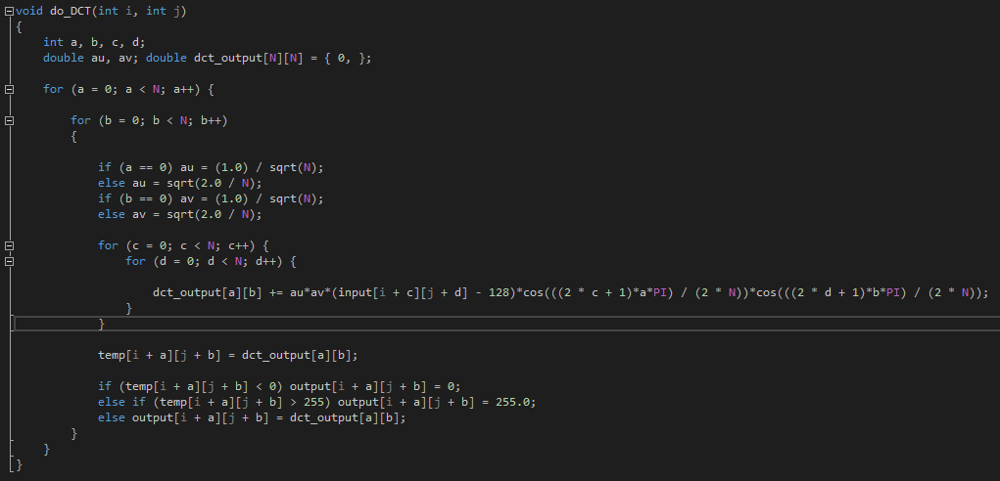 void do_DCT(int i, int j)
{
    int a, b, c, d;
    double au, av; double dct_output[N][N] = { 0, };
    for (a = 0; a < N; a++) {
        for (b = 0; b < N; b++)
        {
            if (a == 0) au = (1.0) / sqrt(N);
            else au = sqrt(2.0 / N);
            if (b == 0) av = (1.0) / sqrt(N);
            else av = sqrt(2.0 / N);
            for (c = 0; c < N; c++) {
                for (d = 0; d < N; d++) {
                    dct_output[a][b] += au*av*(input[i + c][j + d] - 128)*cos(((2 * c + 1)*a*PI) / (2 * N))*cos(((2 * d + 1)*b*PI) / (2 * N));
                }
            }
            temp[i + a][j + b] = dct_output[a][b];
            if (temp[i + a][j + b] < 0) output[i + a][j + b] = 0;
            else if (temp[i + a][j + b] > 255) output[i + a][j + b] = 255.0;
            else output[i + a][j + b] = dct_output[a][b];
        }
    }
}